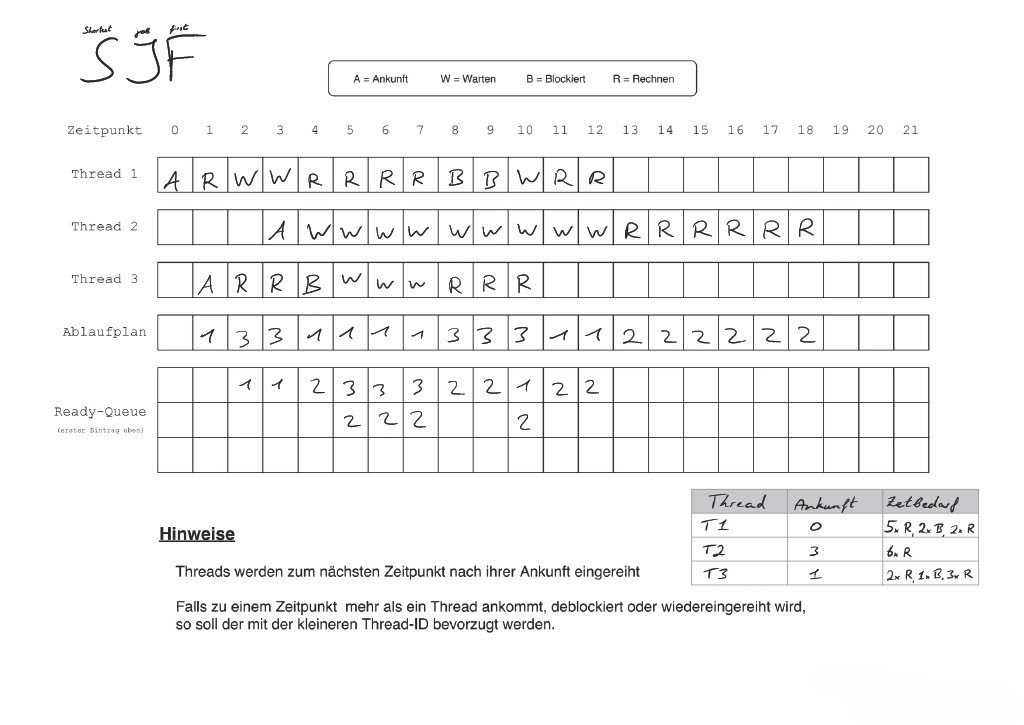 Shortest job first
SJF
A = Ankunft W = Warten B = Blockiert R = Rechnen
Zeitpunkt 0 1 2 3 4 5 6 7 8 9 10 11 12 13 14 15 16 17 18 19 20 21
Thread 1 A R W W R R R R B B W R R
Thread 2 A W W W W W W W W W R R R R R R
Thread 3 A R R B W W W R R R
Ablaufplan 1 3 3 1 1 1 1 3 3 3 1 1 2 2 2 2 2 2
1 1 2 3 3 3 2 2 1 2 2
Ready-Queue 2 2 2 2
(erster Eintrag oben)
Thread Ankunft Zetbedarf
T1 0 5x R, 2x B, 2x R
T2 3 6x R
T3 1 2x R, 1x B, 3x R
Hinweise
Threads werden zum nächsten Zeitpunkt nach ihrer Ankunft eingereiht
Falls zu einem Zeitpunkt mehr als ein Thread ankommt, deblockiert oder wiedereingereiht wird,
so soll der mit der kleineren Thread-ID bevorzugt werden.